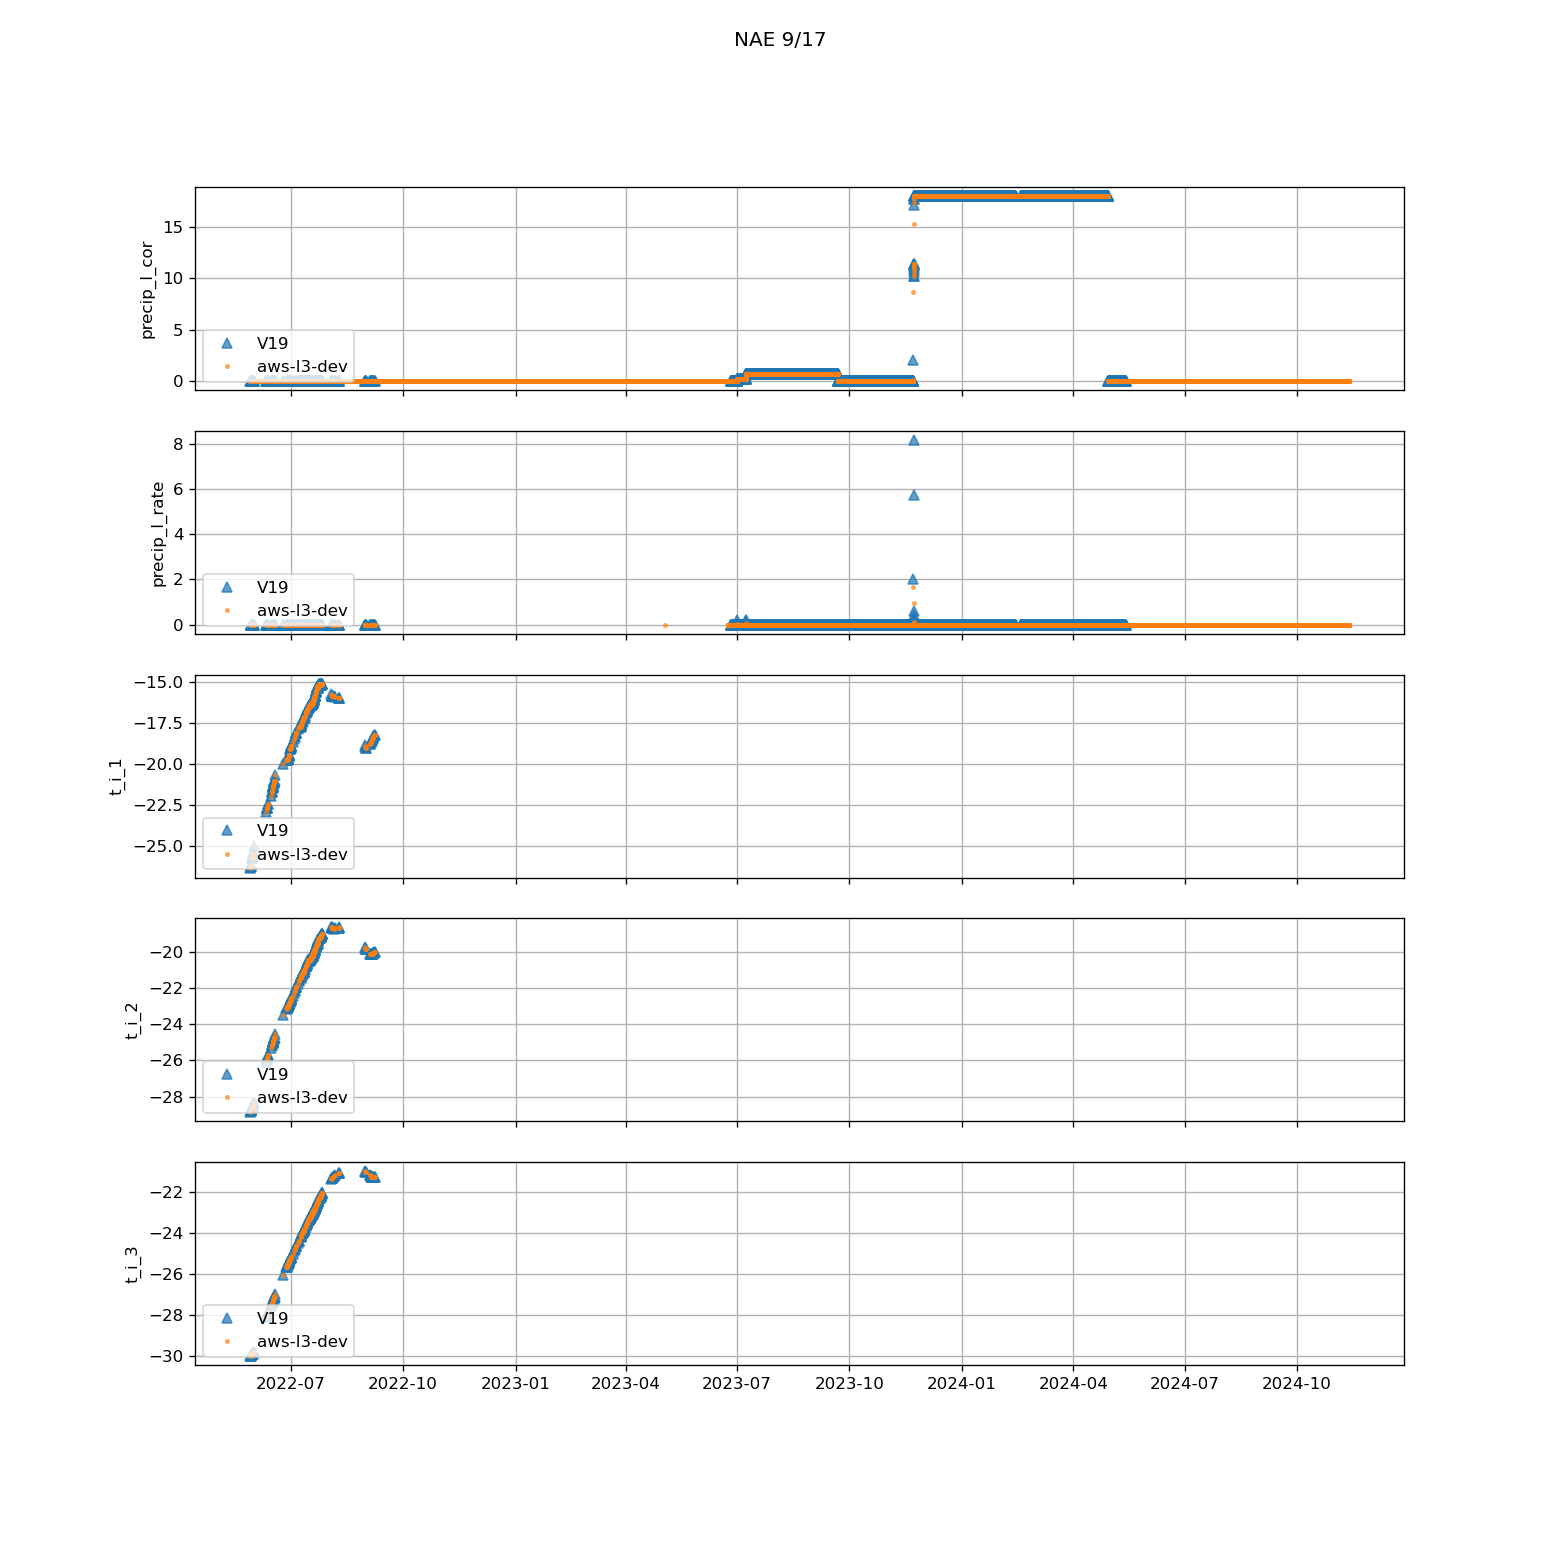 NAE 9/17
precip_l_cor
15
10
5
0
V19
aws-l3-dev
precip_l_rate
8
6
4
2
0
V19
aws-l3-dev
t_i_1
−15.0
−17.5
−20.0
−22.5
−25.0
V19
aws-l3-dev
t_i_2
−20
−22
−24
−26
−28
V19
aws-l3-dev
t_i_3
−22
−24
−26
−28
−30
V19
aws-l3-dev
2022-07 2022-10 2023-01 2023-04 2023-07 2023-10 2024-01 2024-04 2024-07 2024-10